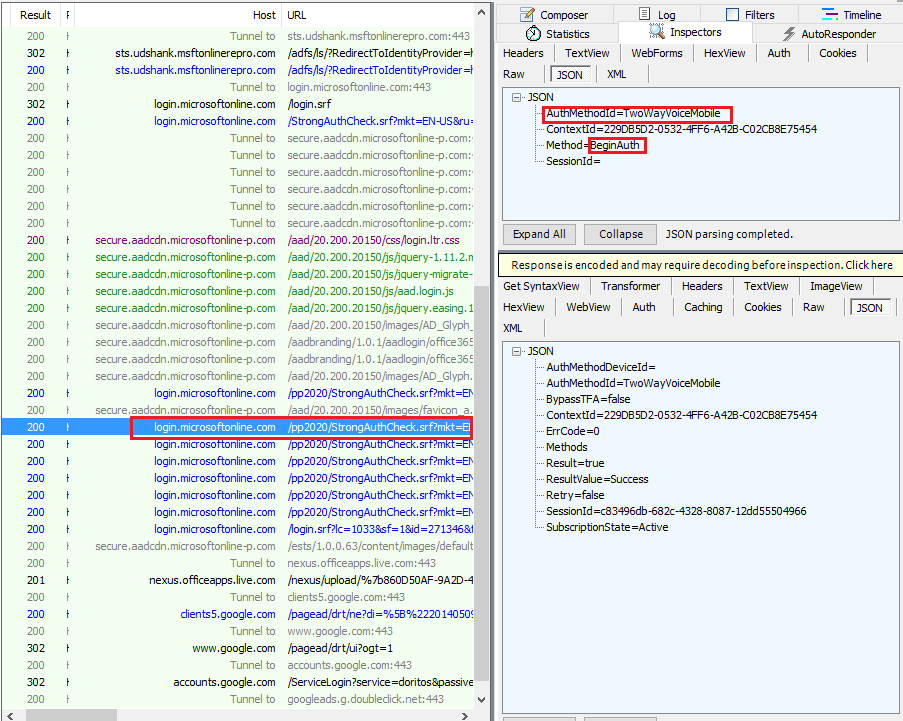 Result Host URL
200 Tunnel to sts.udshank.msftonlinerepro.com:443
302 sts.udshank.msftonlinerepro.com /adfs/ls/?RedirectToIdentityProvider=
200 sts.udshank.msftonlinerepro.com /adfs/ls/?RedirectToIdentityProvider=
200 Tunnel to login.microsoftonline.com:443
302 login.microsoftonline.com /login.srf
200 login.microsoftonline.com /StrongAuthCheck.srf?mkt=EN-US&ru=
200 Tunnel to secure.aadcdn.microsoftonline-p.com:
200 Tunnel to secure.aadcdn.microsoftonline-p.com:
200 Tunnel to secure.aadcdn.microsoftonline-p.com:
200 Tunnel to secure.aadcdn.microsoftonline-p.com:
200 Tunnel to secure.aadcdn.microsoftonline-p.com:
200 Tunnel to secure.aadcdn.microsoftonline-p.com:
200 secure.aadcdn.microsoftonline-p.com /aad/20.200.20150/css/login.ltr.css
200 secure.aadcdn.microsoftonline-p.com /aad/20.200.20150/js/jquery-1.11.2.m
200 secure.aadcdn.microsoftonline-p.com /aad/20.200.20150/js/jquery-migrate-
200 secure.aadcdn.microsoftonline-p.com /aad/20.200.20150/js/aad.login.js
200 secure.aadcdn.microsoftonline-p.com /aad/20.200.20150/js/jquery.easing.1
200 secure.aadcdn.microsoftonline-p.com /aad/20.200.20150/images/AD_Glyph_
200 secure.aadcdn.microsoftonline-p.com /aadbranding/1.0.1/aadlogin/office365
200 secure.aadcdn.microsoftonline-p.com /aadbranding/1.0.1/aadlogin/office365
200 secure.aadcdn.microsoftonline-p.com /aad/20.200.20150/images/AD_Glyph.
200 login.microsoftonline.com /pp2020/StrongAuthCheck.srf?mkt=EN
200 secure.aadcdn.microsoftonline-p.com /aad/20.200.20150/images/favicon_a.
200 login.microsoftonline.com /pp2020/StrongAuthCheck.srf?mkt=E
200 login.microsoftonline.com /pp2020/StrongAuthCheck.srf?mkt=EN
200 login.microsoftonline.com /pp2020/StrongAuthCheck.srf?mkt=EN
200 login.microsoftonline.com /pp2020/StrongAuthCheck.srf?mkt=EN
200 login.microsoftonline.com /pp2020/StrongAuthCheck.srf?mkt=EN
200 login.microsoftonline.com /pp2020/StrongAuthCheck.srf?mkt=EN
200 login.microsoftonline.com /login.srf?lc=1033&sf=1&id=271346&
200 secure.aadcdn.microsoftonline-p.com /ests/1.0.0.63/content/images/default
200 Tunnel to nexus.officeapps.live.com:443
201 nexus.officeapps.live.com /nexus/upload/%7b860D50AF-9A2D-4
200 Tunnel to clients5.google.com:443
200 clients5.google.com /pagead/drt/ne?di=%5B%222014050
200 Tunnel to www.google.com:443
302 www.google.com /pagead/drt/ui?ogt=1
200 Tunnel to accounts.google.com:443
302 accounts.google.com /ServiceLogin?service=doritos&passive
200 Tunnel to googleads.g.doubleclick.net:443
Composer Log Filters Timeline
Statistics Inspectors AutoResponder
Headers TextView WebForms HexView Auth Cookies
Raw JSON XML
JSON
AuthMethodId=TwoWayVoiceMobile
ContextId=229DB5D2-0532-4FF6-A42B-C02CB8E75454
Method=BeginAuth
SessionId=
Expand All Collapse JSON parsing completed.
Response is encoded and may require decoding before inspection. Click here
Get SyntaxView Transformer Headers TextView ImageView
HexView WebView Auth Caching Cookies Raw JSON
XML
JSON
AuthMethodDeviceId=
AuthMethodId=TwoWayVoiceMobile
BypassTFA=false
ContextId=229DB5D2-0532-4FF6-A42B-C02CB8E75454
ErrCode=0
Methods
Result=true
ResultValue=Success
Retry=false
SessionId=c83496db-682c-4328-8087-12dd55504966
SubscriptionState=Active